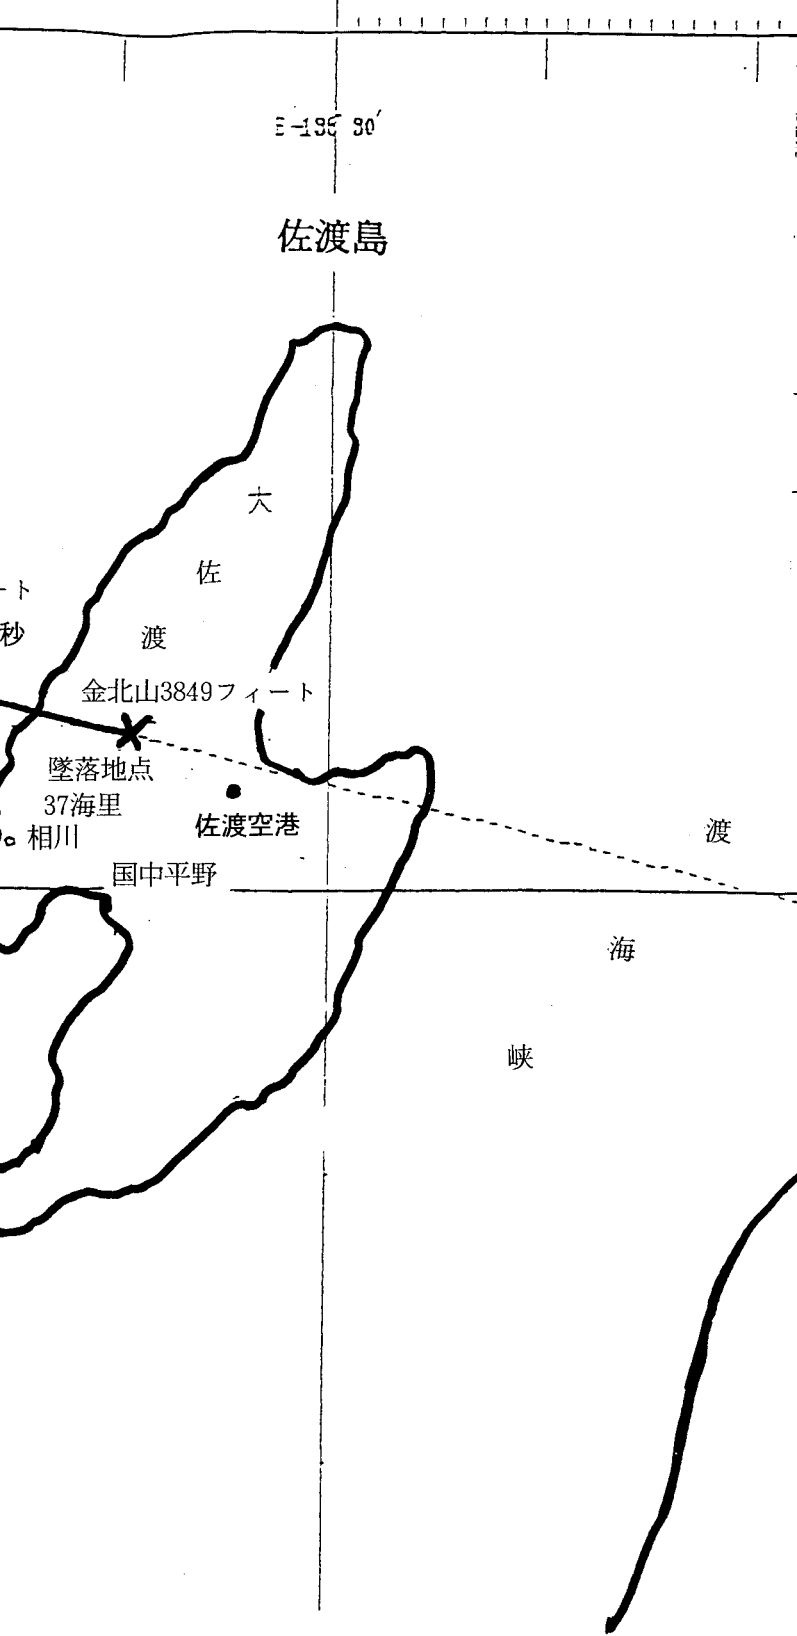 佐渡島
大
佐
渡
ート
秒
金北山3849フィート
墜落地点
37海里
相川
佐渡空港
国中平野
渡
海
峡